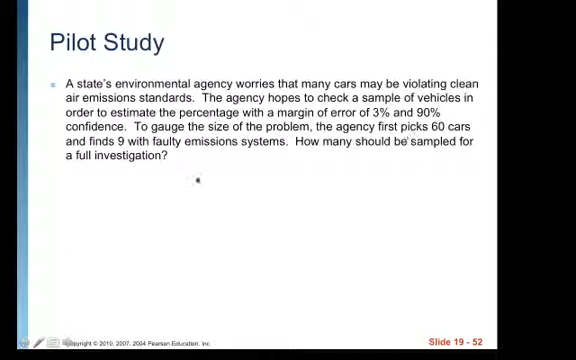 Pilot Study
A state's environmental agency worries that many cars may be violating clean
air emissions standards. The agency hopes to check a sample of vehicles in
order to estimate the percentage with a margin of error of 3% and 90%
confidence. To gauge the size of the problem, the agency first picks 60 cars
and finds 9 with faulty emissions systems. How many should be sampled for
a full investigation?
opyright © 2010, 2007, 2004 Pearson Education, Inc.
Slide 19 - 52